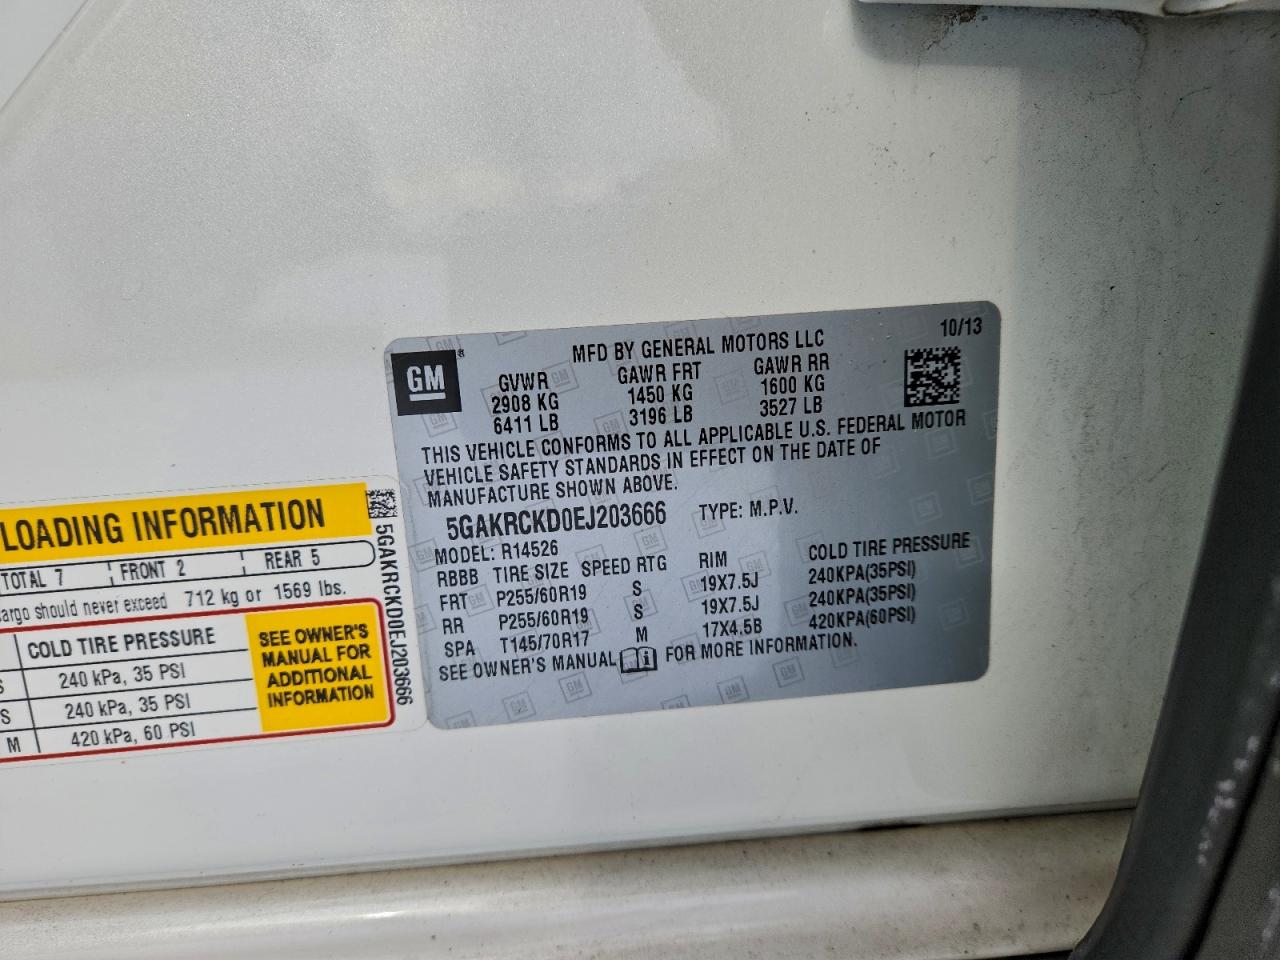 10/13
MFD BY GENERAL MOTORS LLC
GM®
GVWR GAWR FRT GAWR RR
2908 KG 1450 KG 1600 KG
6411 LB 3196 LB 3527 LB
THIS VEHICLE CONFORMS TO ALL APPLICABLE U.S. FEDERAL MOTOR
VEHICLE SAFETY STANDARDS IN EFFECT ON THE DATE OF
MANUFACTURE SHOWN ABOVE.
5GAKRCKD0EJ203666 TYPE: M.P.V.
MODEL: R14526
RBBB TIRE SIZE SPEED RTG RIM COLD TIRE PRESSURE
FRT P255/60R19 S 19X7.5J 240KPA(35PSI)
RR P255/60R19 S 19X7.5J 240KPA(35PSI)
SPA T145/70R17 M 17X4.5B 420KPA(60PSI)
SEE OWNER'S MANUAL FOR MORE INFORMATION.
LOADING INFORMATION
TOTAL 7 FRONT 2 REAR 5
cargo should never exceed 712 kg or 1569 lbs.
COLD TIRE PRESSURE
S 240 kPa, 35 PSI
S 240 kPa, 35 PSI
M 420 kPa, 60 PSI
SEE OWNER'S
MANUAL FOR
ADDITIONAL
INFORMATION
5GAKRCKD0EJ203666